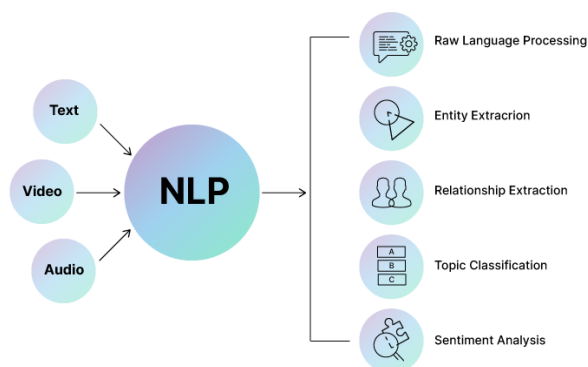 Text
Video
Audio
NLP
Raw Language Processing
Entity Extracrion
Relationship Extraction
A
B
C
Topic Classification
Sentiment Analysis